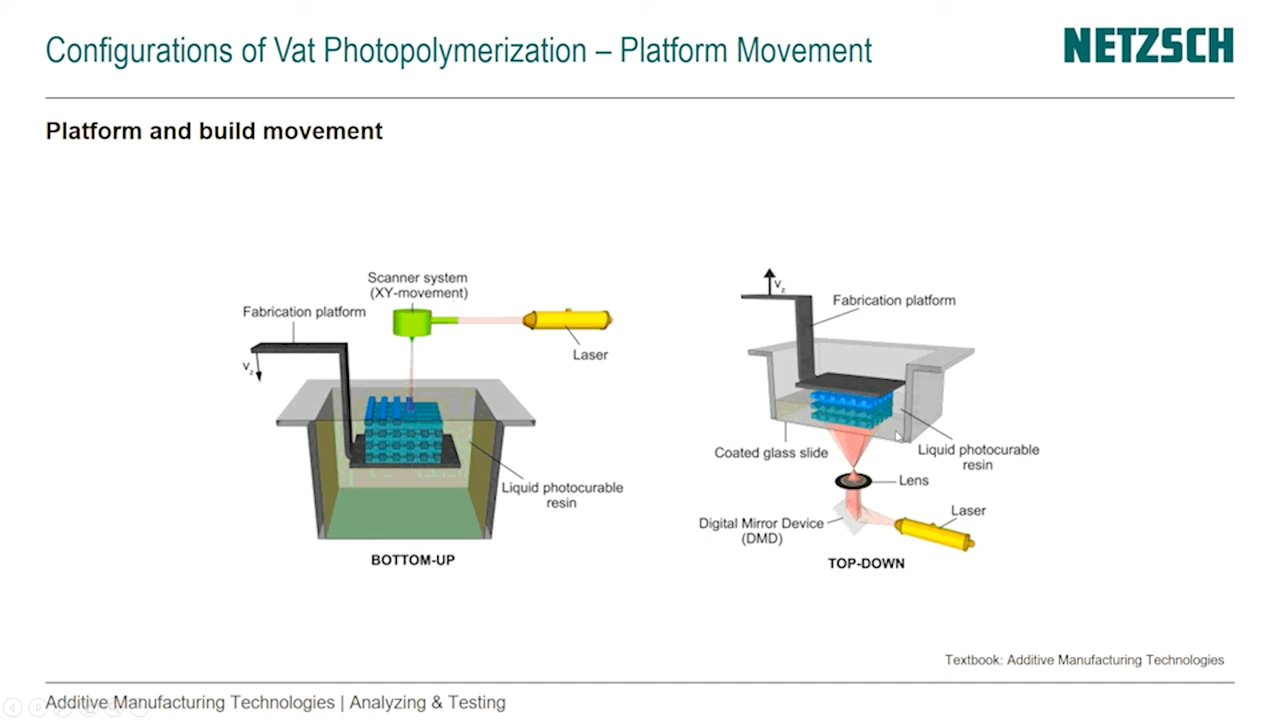 Configurations of Vat Photopolymerization – Platform Movement
NETZSCH
Platform and build movement
Scanner system
(XY-movement)
Fabrication platform
Laser
vz
Liquid photocurable
resin
BOTTOM-UP
vz
Fabrication platform
Coated glass slide
Liquid photocurable
resin
Lens
Laser
Digital Mirror Device
(DMD)
TOP-DOWN
Textbook: Additive Manufacturing Technologies
Additive Manufacturing Technologies | Analyzing & Testing